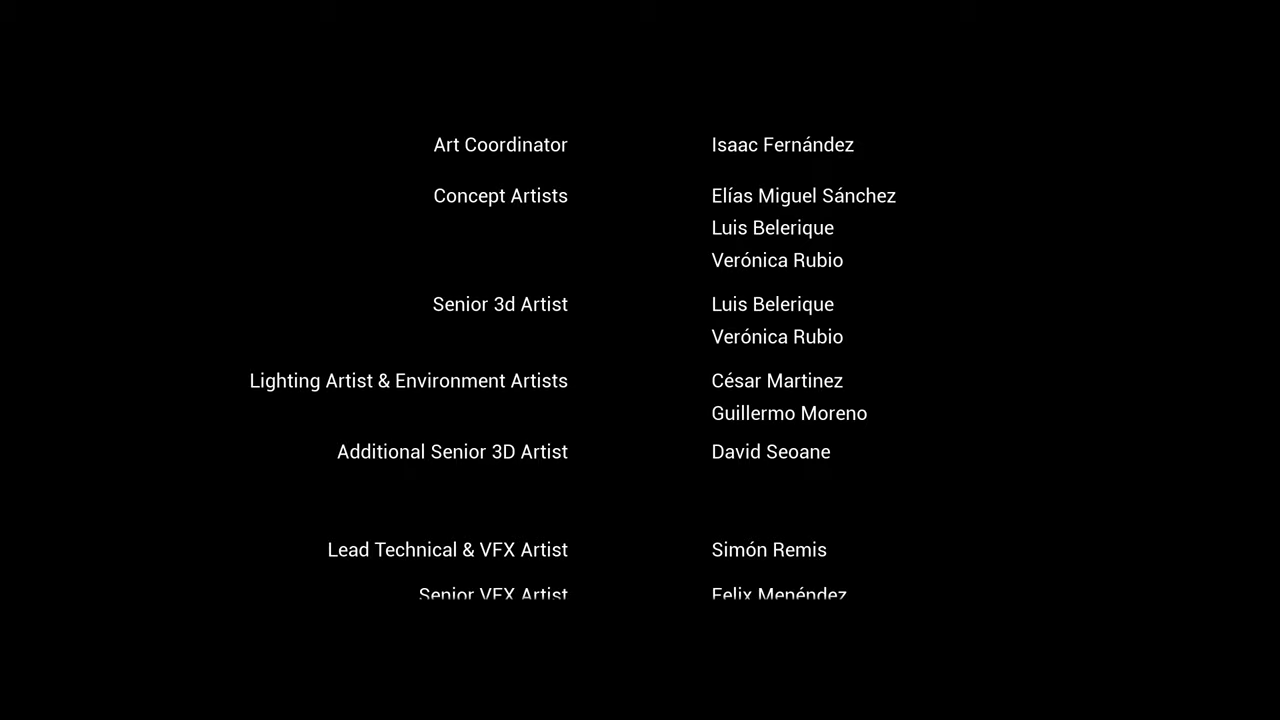 Art Coordinator Isaac Fernández
Concept Artists Elías Miguel Sánchez
Luis Belerique
Verónica Rubio
Senior 3d Artist Luis Belerique
Verónica Rubio
Lighting Artist & Environment Artists César Martinez
Guillermo Moreno
Additional Senior 3D Artist David Seoane
Lead Technical & VFX Artist Simón Remis
Senior VFX Artist Felix Menéndez